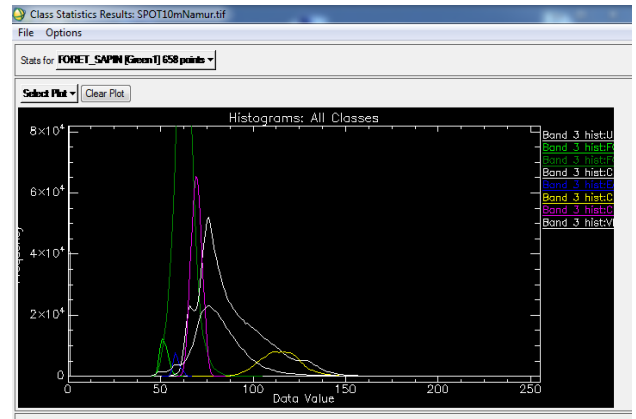 Class Statistics Results: SPOT10mNamur.tif
File Options
Stats for FORET_SAPIN [Green1] 658 points
Select Plot Clear Plot
Histograms: All Classes
8×10⁴
6×10⁴
4×10⁴
2×10⁴
0
Frequency
0 50 100 150 200 250
Data Value
Band 3 hist:U
Band 3 hist:F
Band 3 hist:F
Band 3 hist:C
Band 3 hist:
Band 3 hist:C
Band 3 hist:C
Band 3 hist:V